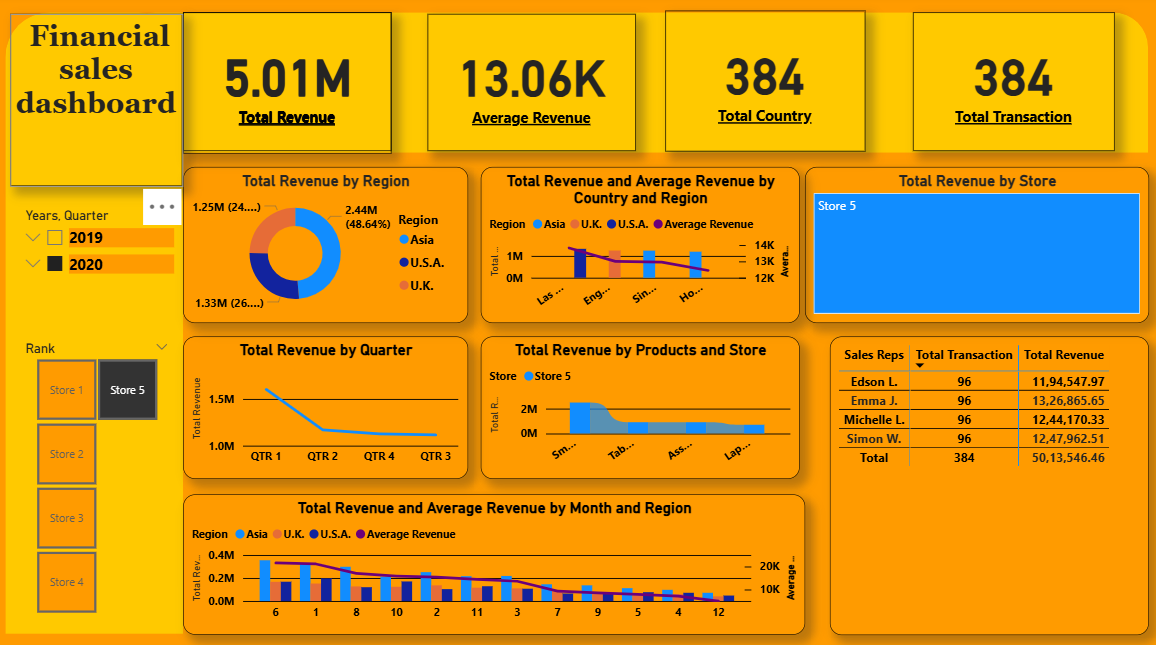 Financial
sales
dashboard
5.01M
Total Revenue
13.06K
Average Revenue
384
Total Country
384
Total Transaction
Years, Quarter
2019
2020
Rank
Store 1
Store 5
Store 2
Store 3
Store 4
Total Revenue by Region
1.25M (24....)
2.44M
(48.64%)
1.33M (26....)
Region
Asia
U.S.A.
U.K.
Total Revenue and Average Revenue by
Country and Region
Region Asia U.K. U.S.A. Average Revenue
Total ...
1M
0M
14K
13K
12K
Avera...
Las ... Eng... Sin... Ho...
Total Revenue by Store
Store 5
Total Revenue by Quarter
Total Revenue
1.5M
1.0M
QTR 1 QTR 2 QTR 4 QTR 3
Total Revenue by Products and Store
Store Store 5
Total R...
2M
0M
Sm... Tab... Ass... Lap...
Sales Reps Total Transaction Total Revenue
Edson L. 96 11,94,547.97
Emma J. 96 13,26,865.65
Michelle L. 96 12,44,170.33
Simon W. 96 12,47,962.51
Total 384 50,13,546.46
Total Revenue and Average Revenue by Month and Region
Region Asia U.K. U.S.A. Average Revenue
Total Rev...
0.4M
0.2M
0.0M
20K
10K
Average ...
6 1 8 10 2 11 3 7 9 5 4 12